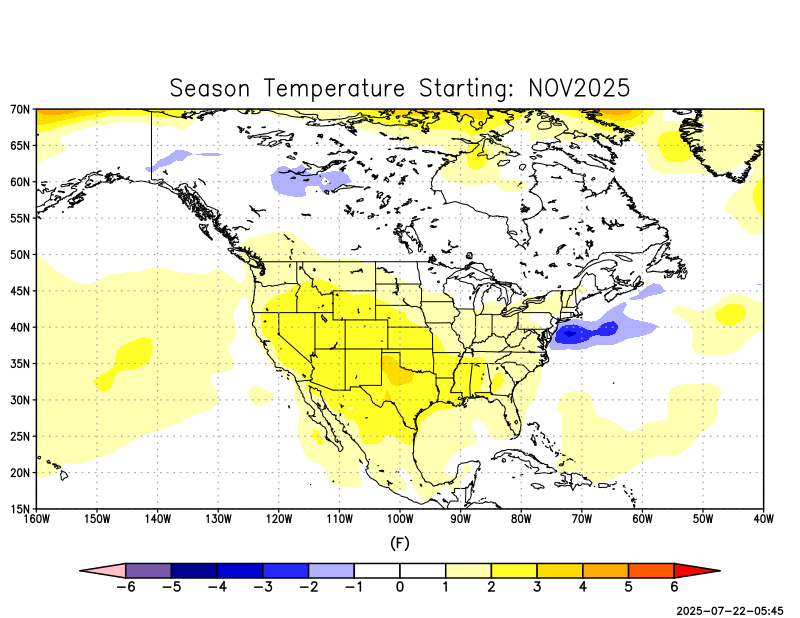 Season Temperature Starting: NOV2025
70N
65N
60N
55N
50N
45N
40N
35N
30N
25N
20N
15N
160W 150W 140W 130W 120W 110W 100W 90W 80W 70W 60W 50W 40W
(F)
-6 -5 -4 -3 -2 -1 0 1 2 3 4 5 6
2025-07-22-05:45